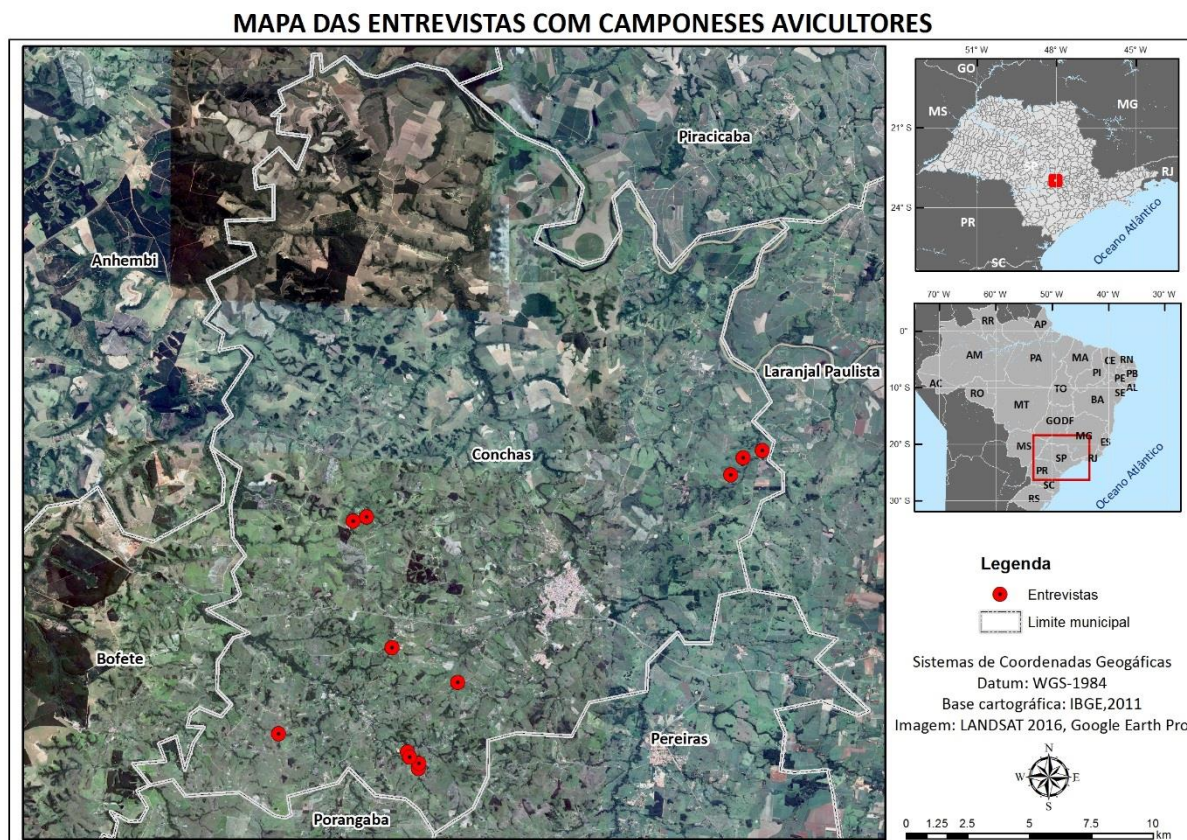 MAPA DAS ENTREVISTAS COM CAMPONESES AVICULTORES
Piracicaba
Anhembi
Laranjal Paulista
Conchas
Bofete
Pereiras
Porangaba
51° W 48° W 45° W
GO
MS
MG
21° S
RJ
24° S
PR
SC
Oceano Atlântico
70° W 60° W 50° W 40° W 30° W
RR AP
0°
AM PA MA CE RN
PI PB
AC PE
10° S AL
RO TO SE
MT BA
GO DF
MG
20° S MS ES
SP RJ
PR
SC
30° S RS
Oceano Atlântico
Legenda
Entrevistas
Limite municipal
Sistemas de Coordenadas Geogáficas
Datum: WGS-1984
Base cartográfica: IBGE,2011
Imagem: LANDSAT 2016, Google Earth Pro
N
W E
S
0 1.25 2.5 5 7.5 10
km